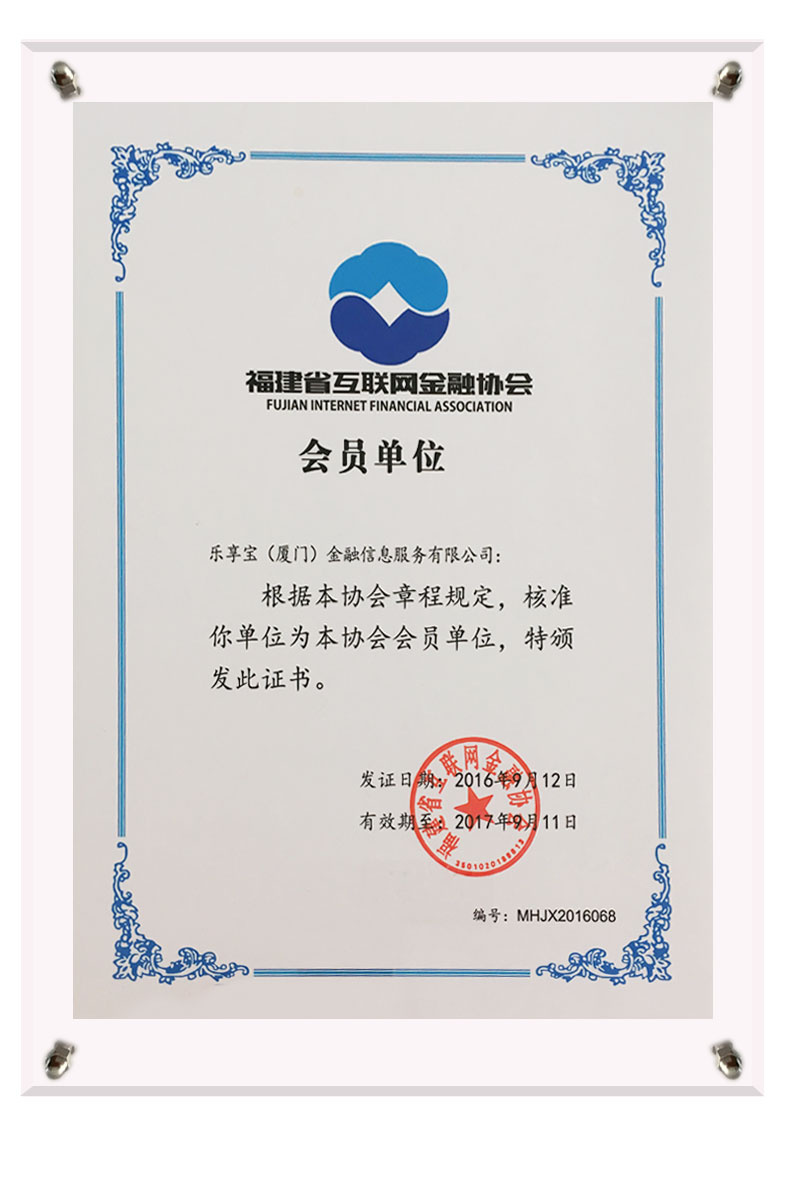 福建省互联网金融协会
FUJIAN INTERNET FINANCIAL ASSOCIATION
会员单位
乐享宝（厦门）金融信息服务有限公司：
根据本协会章程规定，核准
你单位为本协会会员单位，特颁
发此证书。
发证日期：2016年9月12日
有效期至：2017年9月11日
福建省互联网金融协会
编号：MHJX2016068